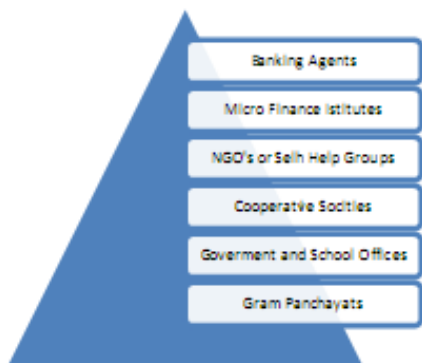 Banking Agents
Micro Finance Istitutes
NGO's or Selh Help Groups
Cooperative Socities
Goverment and School Offices
Gram Panchayats